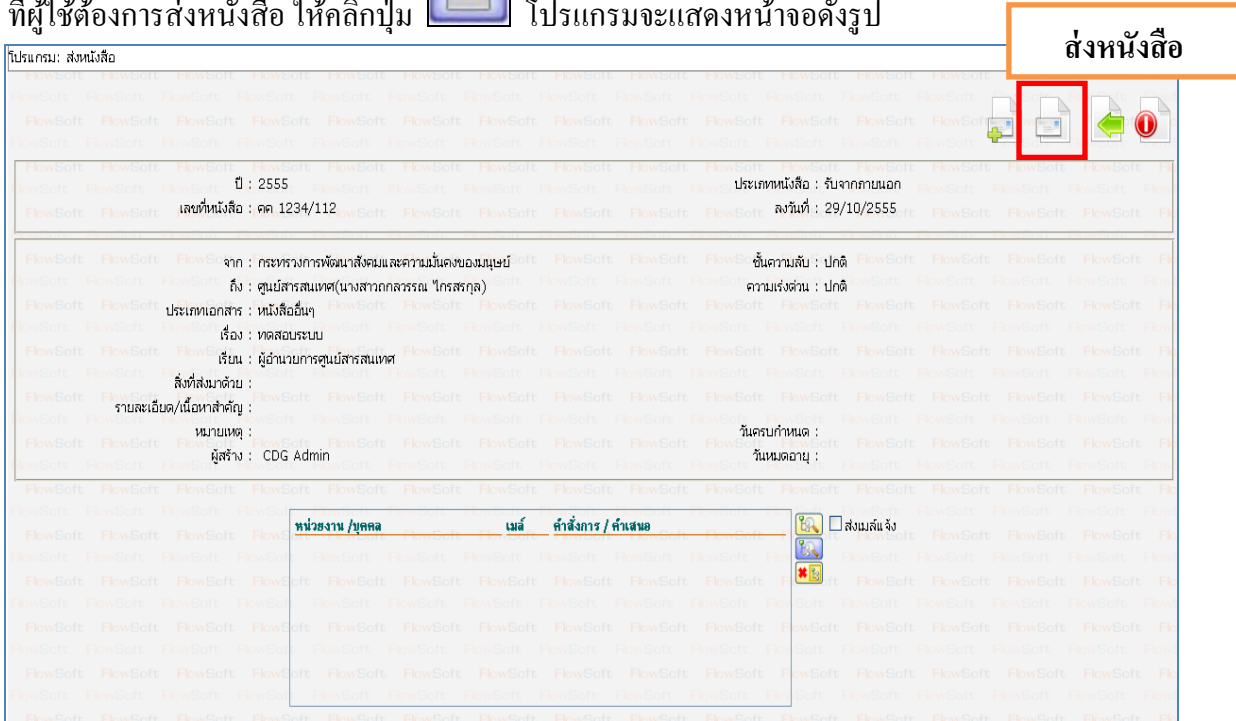 ที่ผู้ใช้ต้องการส่งหนังสือ ให้คลิกปุ่ม โปรแกรมจะแสดงหน้าจอดังรูป
ส่งหนังสือ
โปรแกรม: ส่งหนังสือ
ปี : 2555 ประเภทหนังสือ : รับจากภายนอก
เลขที่หนังสือ : คค 1234/112 ลงวันที่ : 29/10/2555
จาก : กระทรวงการพัฒนาสังคมและความมั่นคงของมนุษย์ ชั้นความลับ : ปกติ
ถึง : ศูนย์สารสนเทศ(นางสาวถกลวรรณ ไกรสรกุล) ความเร่งด่วน : ปกติ
ประเภทเอกสาร : หนังสืออื่นๆ
เรื่อง : ทดสอบระบบ
เรียน : ผู้อำนวยการศูนย์สารสนเทศ
สิ่งที่ส่งมาด้วย :
รายละเอียด/เนื้อหาสำคัญ :
หมายเหตุ : วันครบกำหนด :
ผู้สร้าง : CDG Admin วันหมดอายุ :
หน่วยงาน /บุคคล เมล์ คำสั่งการ / คำเสนอ ส่งเมล์แจ้ง